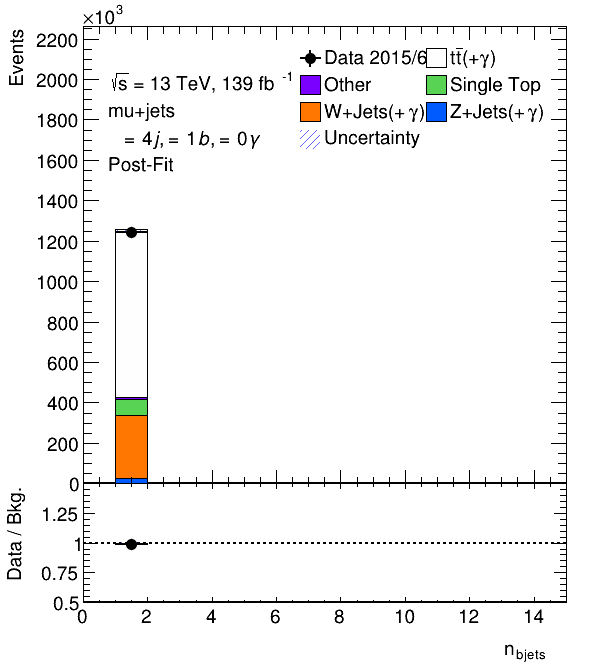 ×10³
Events
2200
2000
1800
1600
1400
1200
1000
800
600
400
200
0
√s = 13 TeV, 139 fb⁻¹
mu+jets
= 4j, = 1b, = 0γ
Post-Fit
Data 2015/6
tt̄(+γ)
Other
Single Top
W+Jets(+γ)
Z+Jets(+γ)
Uncertainty
Data / Bkg.
1.25
1
0.75
0.5
0 2 4 6 8 10 12 14
n_bjets